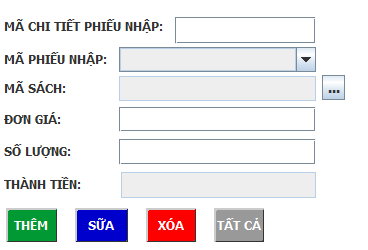 MÃ CHI TIẾT PHIẾU NHẬP:
MÃ PHIẾU NHẬP:
MÃ SÁCH: ...
ĐƠN GIÁ:
SỐ LƯỢNG:
THÀNH TIỀN:
THÊM SỮA XÓA TẤT CẢ